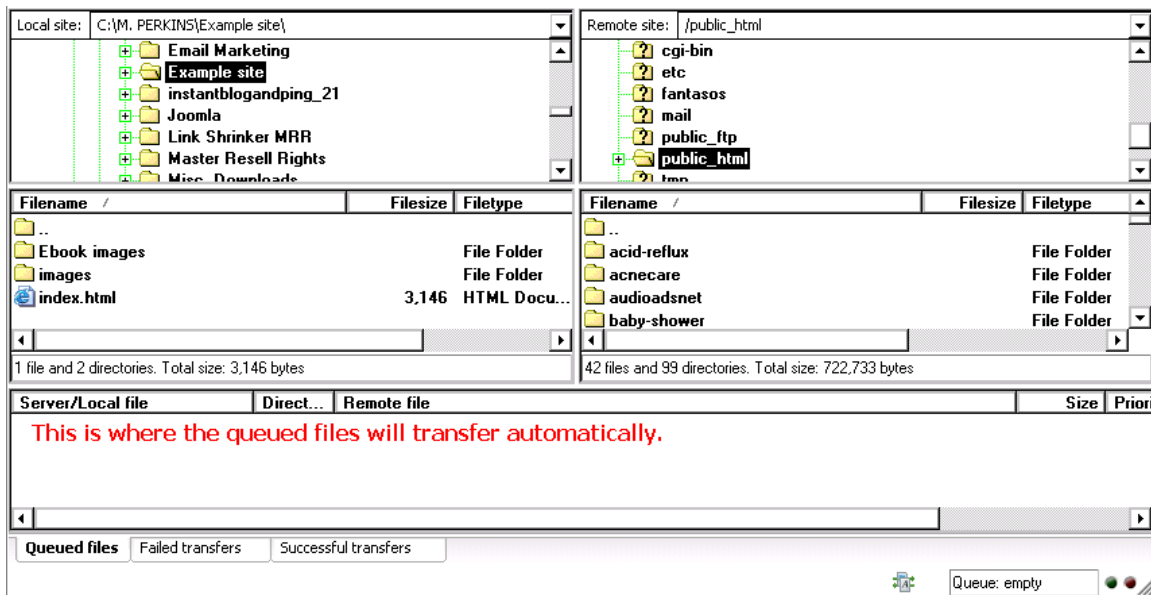 Local site: C:\M. PERKINS\Example site\
Email Marketing
Example site
instantblogandping_21
Joomla
Link Shrinker MRR
Master Resell Rights
Misc. Downloads
Remote site: /public_html
cgi-bin
etc
fantasos
mail
public_ftp
public_html
tmp
Filename / Filesize Filetype
..
Ebook images File Folder
images File Folder
index.html 3,146 HTML Docu...
1 file and 2 directories. Total size: 3,146 bytes
Filename / Filesize Filetype
..
acid-reflux File Folder
acnecare File Folder
audioadsnet File Folder
baby-shower File Folder
42 files and 99 directories. Total size: 722,733 bytes
Server/Local file Direct... Remote file Size Priori
This is where the queued files will transfer automatically.
Queued files Failed transfers Successful transfers
Queue: empty